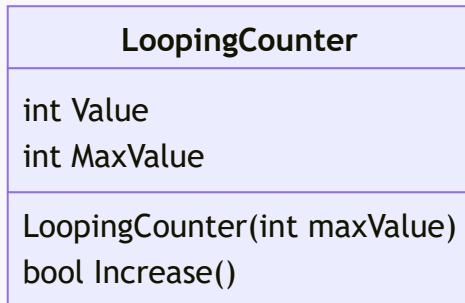 LoopingCounter
int Value
int MaxValue
LoopingCounter(int maxValue)
bool Increase()